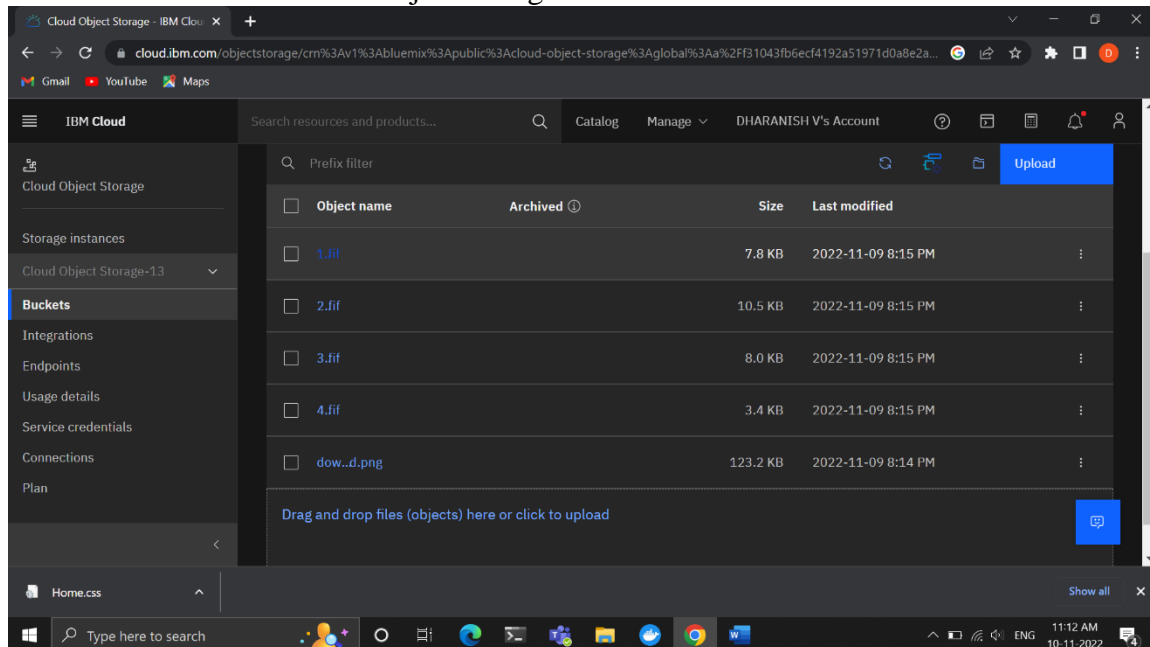 Cloud Object Storage - IBM Clou
cloud.ibm.com/objectstorage/crn%3Av1%3Abluemix%3Apublic%3Acloud-object-storage%3Aglobal%3Aa%2Ff31043fb6ecf4192a51971d0a8e2a...
D
Gmail YouTube Maps
IBM Cloud Search resources and products... Catalog Manage DHARANISH V's Account
Cloud Object Storage
Storage instances
Cloud Object Storage-13
Buckets
Integrations
Endpoints
Usage details
Service credentials
Connections
Plan
Prefix filter Upload
Object name Archived Size Last modified
1.fif 7.8 KB 2022-11-09 8:15 PM
2.fif 10.5 KB 2022-11-09 8:15 PM
3.fif 8.0 KB 2022-11-09 8:15 PM
4.fif 3.4 KB 2022-11-09 8:15 PM
dow..d.png 123.2 KB 2022-11-09 8:14 PM
Drag and drop files (objects) here or click to upload
Home.css Show all
Type here to search ENG 11:12 AM
10-11-2022 4